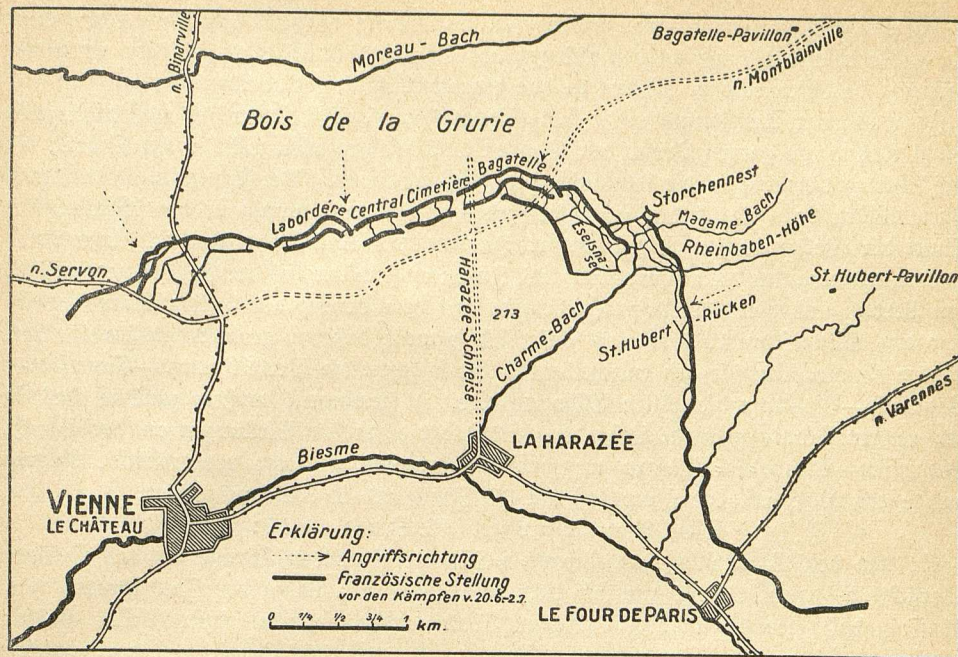 n. Binarville
Moreau - Bach
Bagatelle-Pavillon
n. Montblainville
Bois de la Grurie
Labordére
Central
Cimetière
Bagatelle
Storchennest
Madame-Bach
Rheinbaben-Höhe
Eselsna-
se
n. Servon
St. Hubert-Pavillon
Harazée-Schneise
213
Charme-Bach
St. Hubert -Rücken
n. Varennes
LA HARAZÉE
Biesme
VIENNE
LE CHÂTEAU
Erklärung:
Angriffsrichtung
Französische Stellung
vor den Kämpfen v. 20.6.-2.7.
0 1/4 1/2 3/4 1 km.
LE FOUR DE PARIS